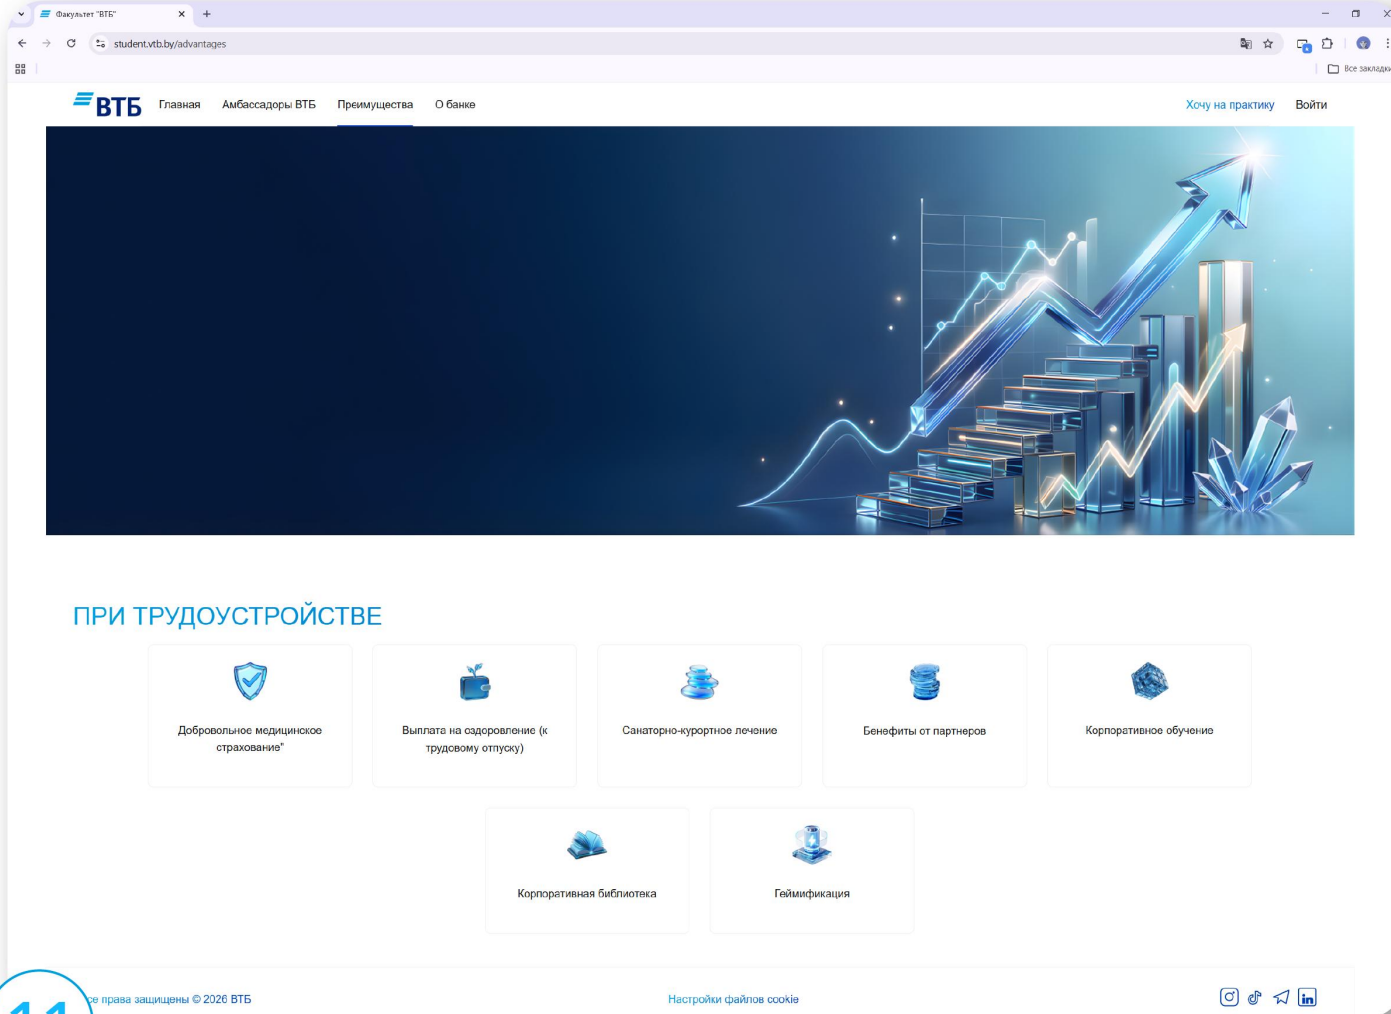 Факультет "ВТБ"
student.vtb.by/advantages
Все закладки
ВТБ Главная Амбассадоры ВТБ Преимущества О банке Хочу на практику Войти
ПРИ ТРУДОУСТРОЙСТВЕ
Добровольное медицинское
страхование"
Выплата на оздоровление (к
трудовому отпуску)
Санаторно-курортное лечение
Бенефиты от партнеров
Корпоративное обучение
Корпоративная библиотека
Геймификация
права защищены © 2026 ВТБ
Настройки файлов cookie
in